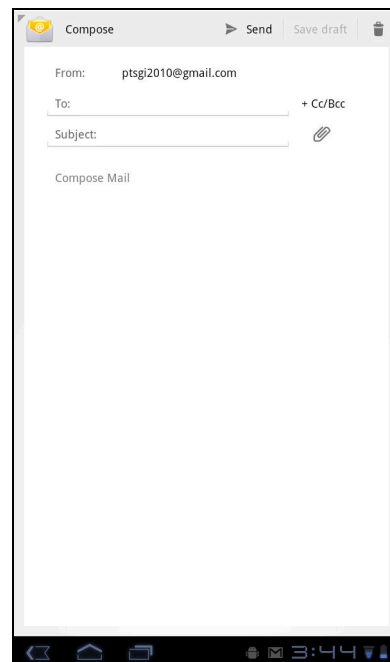 Compose Send Save draft
From: ptsgi2010@gmail.com
To: + Cc/Bcc
Subject:
Compose Mail
3:44